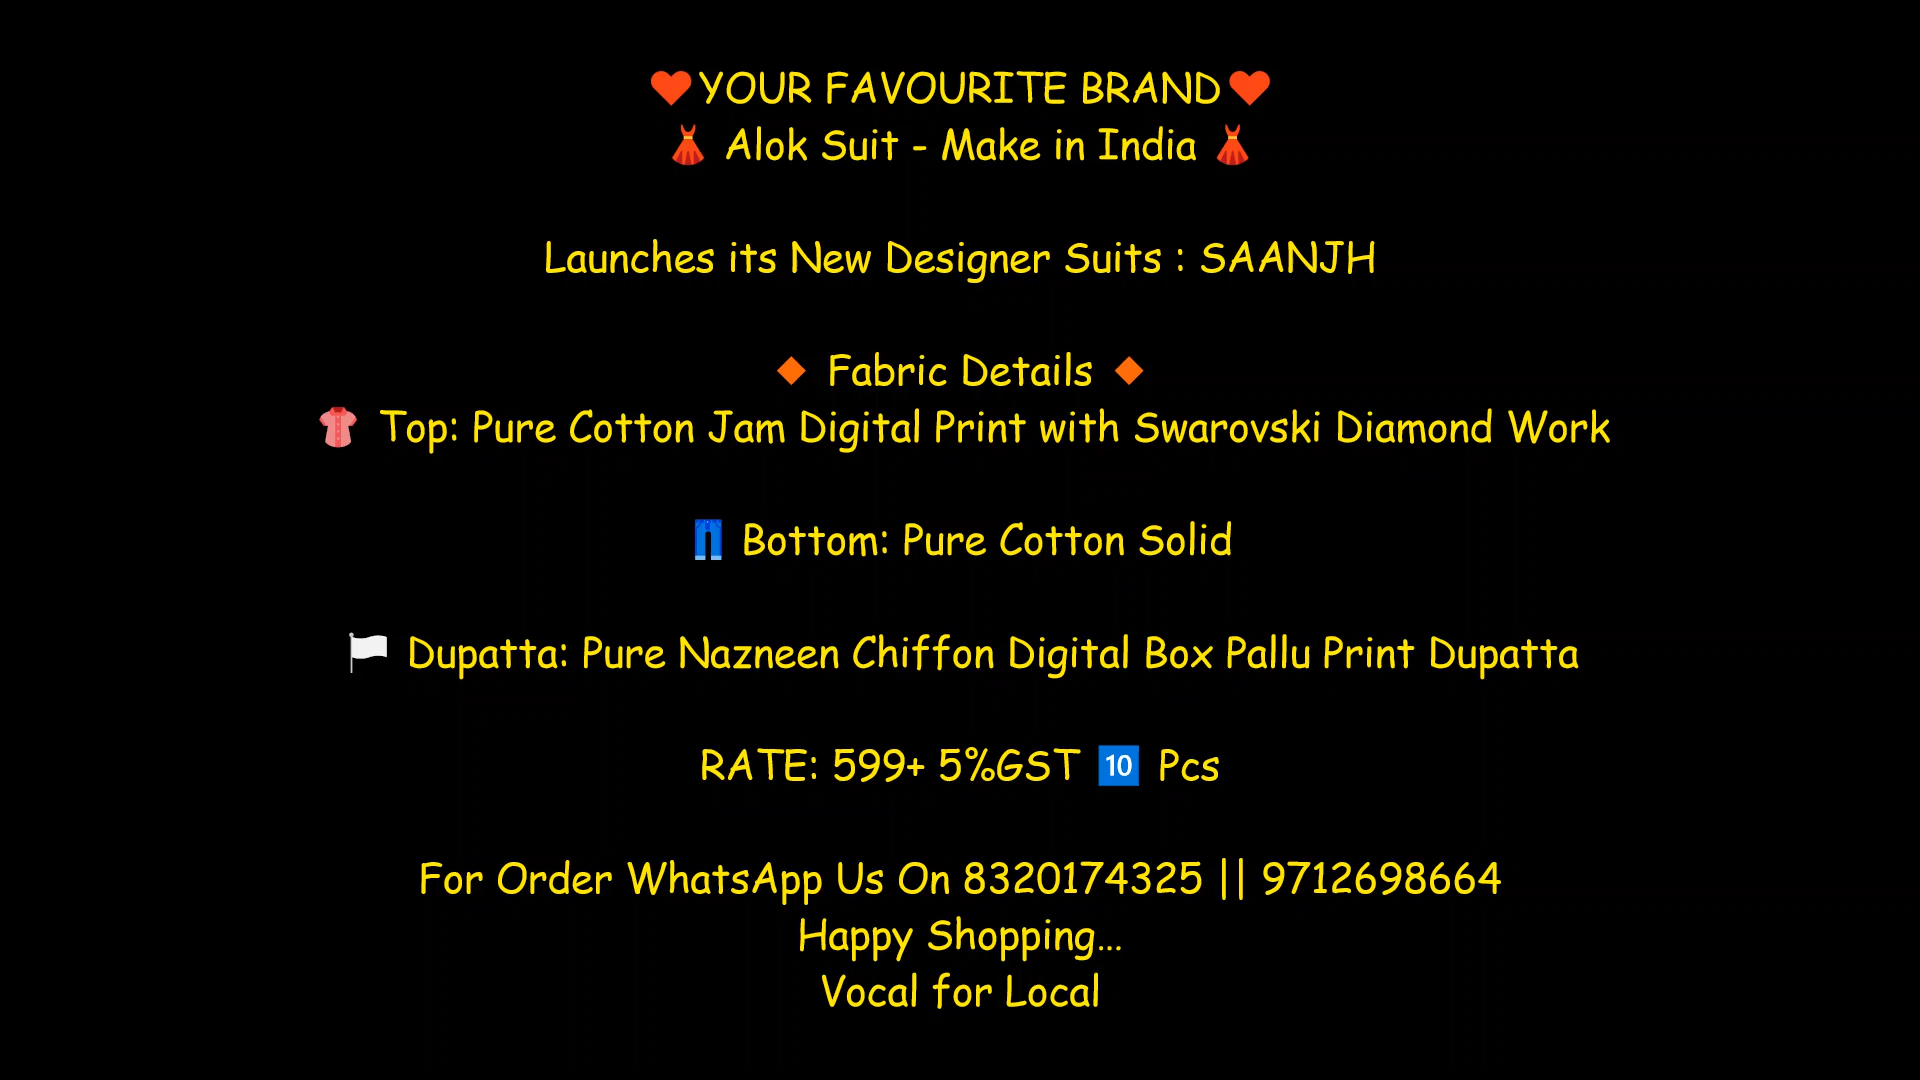 ❤️YOUR FAVOURITE BRAND❤️
👗 Alok Suit - Make in India 👗
Launches its New Designer Suits : SAANJH
🔸 Fabric Details 🔸
👚 Top: Pure Cotton Jam Digital Print with Swarovski Diamond Work
👖 Bottom: Pure Cotton Solid
🏳️ Dupatta: Pure Nazneen Chiffon Digital Box Pallu Print Dupatta
RATE: 599+ 5%GST 🔟 Pcs
For Order WhatsApp Us On 8320174325 || 9712698664
Happy Shopping...
Vocal for Local